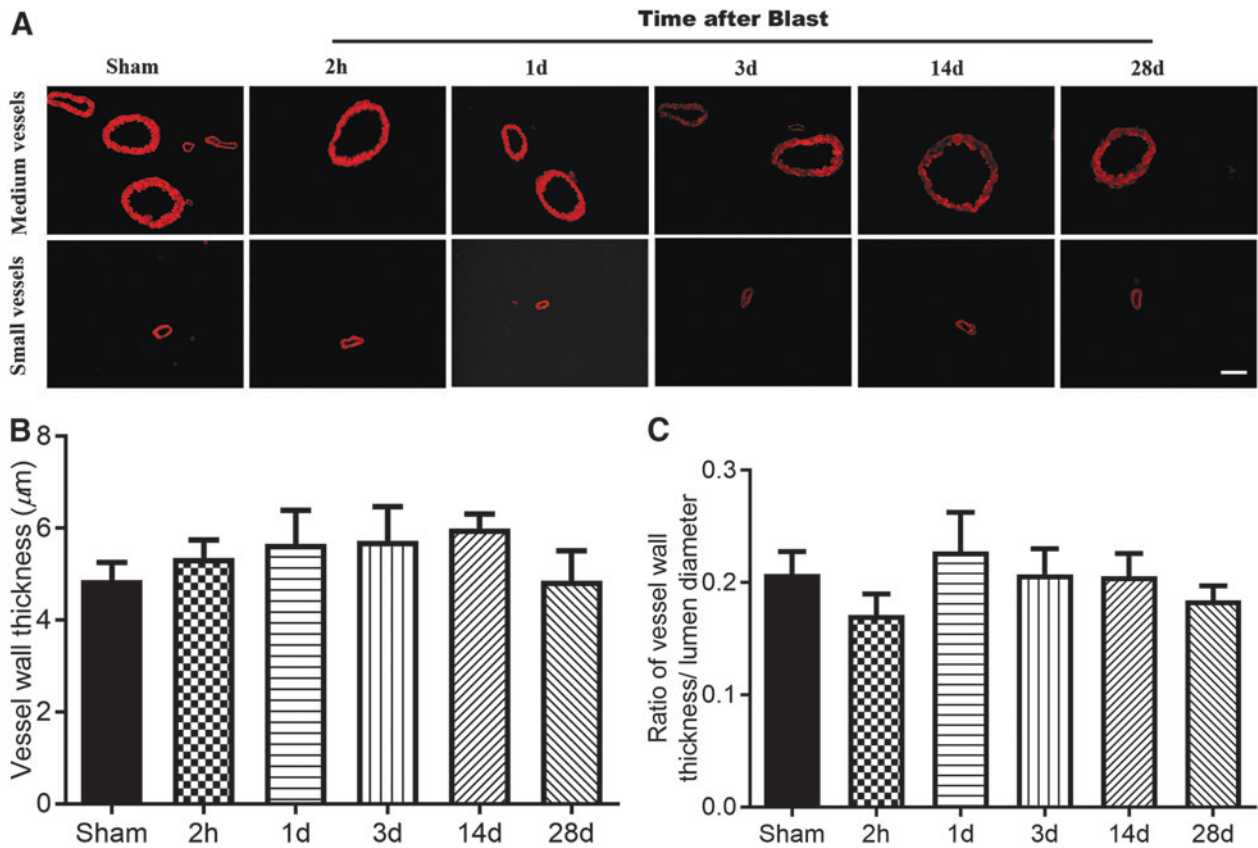 A
Time after Blast
Sham 2h 1d 3d 14d 28d
Medium vessels
Small vessels
B
Vessel wall thickness (μm)
8
6
4
2
0
Sham 2h 1d 3d 14d 28d
C
Ratio of vessel wall
thickness/ lumen diameter
0.3
0.2
0.1
0.0
Sham 2h 1d 3d 14d 28d